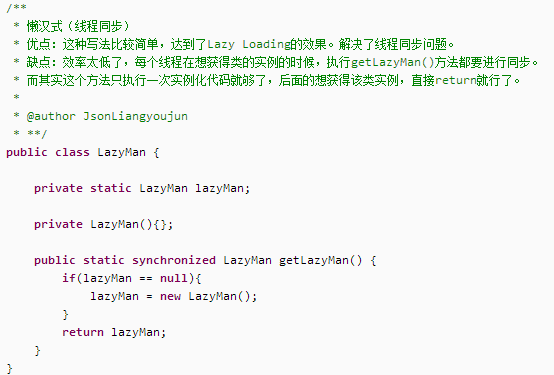 /**
 * 懒汉式（线程同步）
 * 优点：这种写法比较简单，达到了Lazy Loading的效果。解决了线程同步问题。
 * 缺点：效率太低了，每个线程在想获得类的实例的时候，执行getLazyMan()方法都要进行同步。
 * 而其实这个方法只执行一次实例化代码就够了，后面的想获得该类实例，直接return就行了。
 *
 * @author JsonLiangyoujun
 * **/
public class LazyMan {
    private static LazyMan lazyMan;
    private LazyMan(){};
    public static synchronized LazyMan getLazyMan() {
        if(lazyMan == null){
            lazyMan = new LazyMan();
        }
        return lazyMan;
    }
}